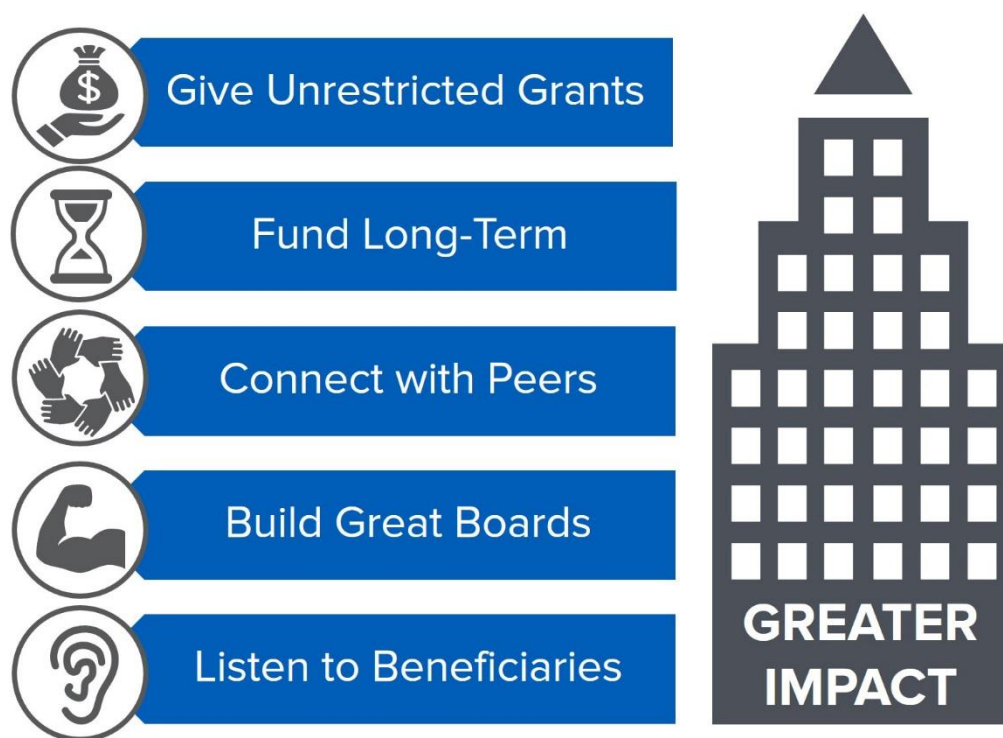 Give Unrestricted Grants
Fund Long-Term
Connect with Peers
Build Great Boards
Listen to Beneficiaries
$
GREATER
IMPACT